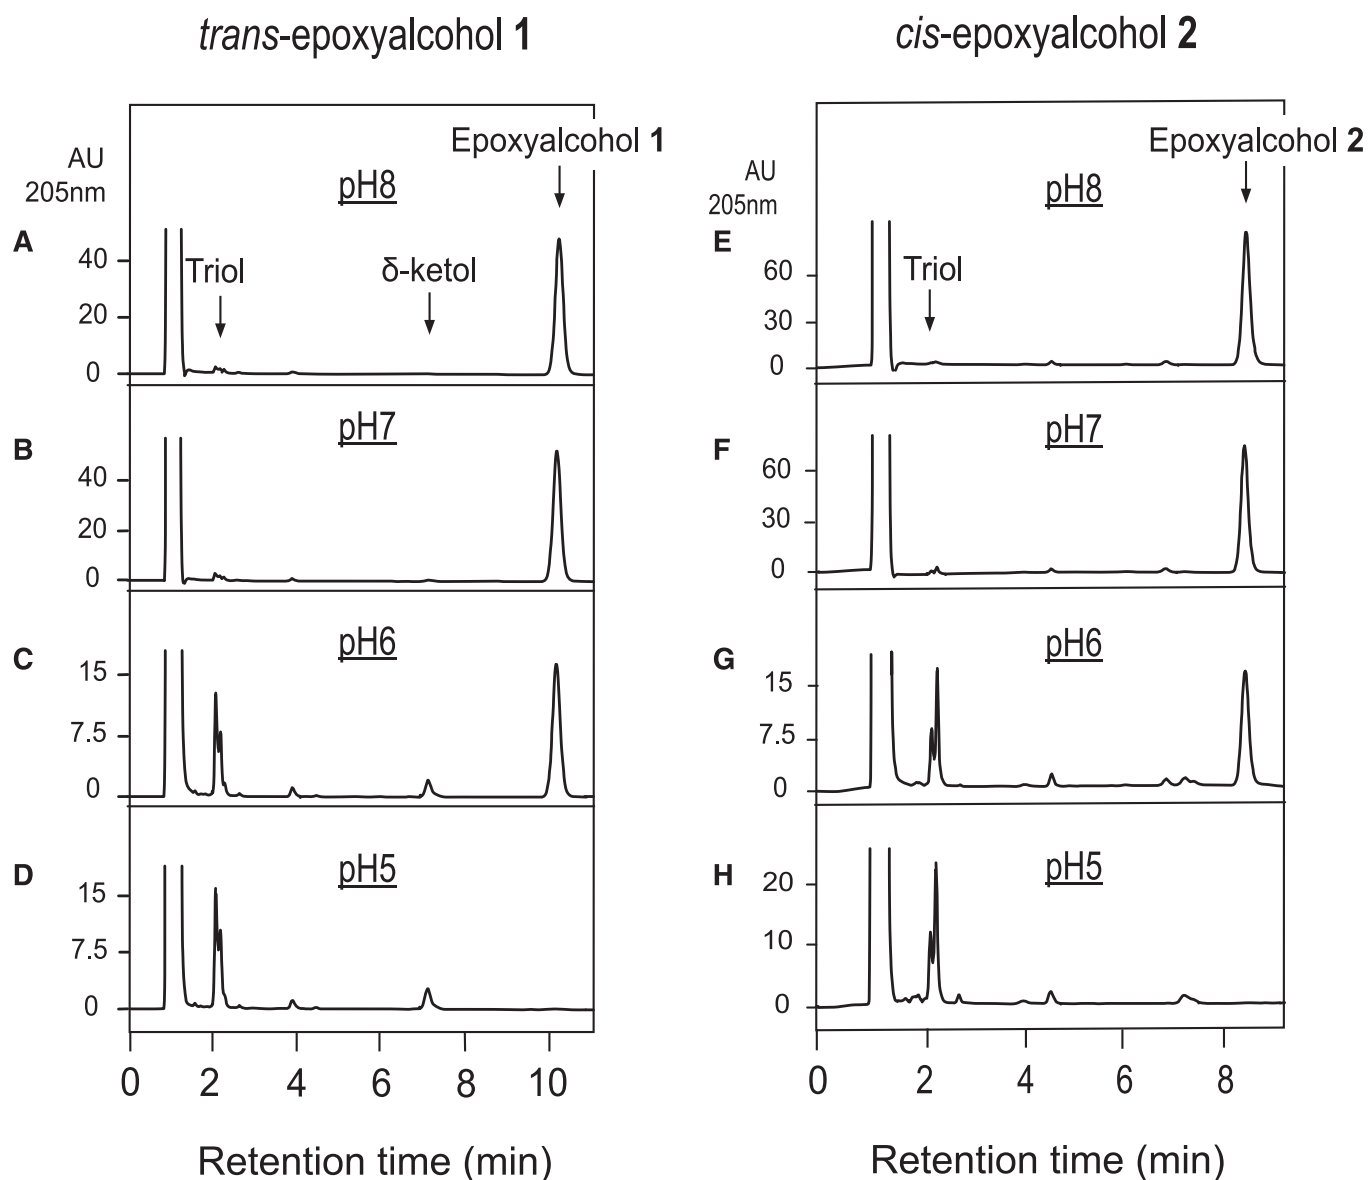 trans-epoxyalcohol 1
cis-epoxyalcohol 2
AU
205nm
pH8
Epoxyalcohol 1
A
40
20
0
Triol
δ-ketol
B
pH7
40
20
0
C
pH6
15
7.5
0
D
pH5
15
7.5
0
0 2 4 6 8 10
Retention time (min)
AU
205nm
pH8
Epoxyalcohol 2
E
60
30
0
Triol
F
pH7
60
30
0
G
pH6
15
7.5
0
H
pH5
20
10
0
0 2 4 6 8
Retention time (min)